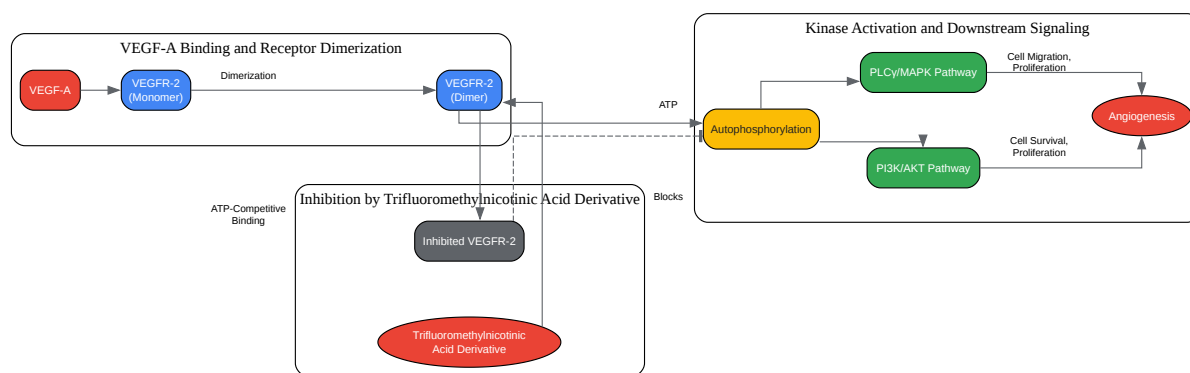 VEGF-A Binding and Receptor Dimerization
VEGF-A
VEGFR-2
(Monomer)
Dimerization
VEGFR-2
(Dimer)
ATP
Kinase Activation and Downstream Signaling
PLCγ/MAPK Pathway
Cell Migration,
Proliferation
Autophosphorylation
Angiogenesis
PI3K/AKT Pathway
Cell Survival,
Proliferation
Inhibition by Trifluoromethylnicotinic Acid Derivative
Blocks
ATP-Competitive
Binding
Inhibited VEGFR-2
Trifluoromethylnicotinic
Acid Derivative